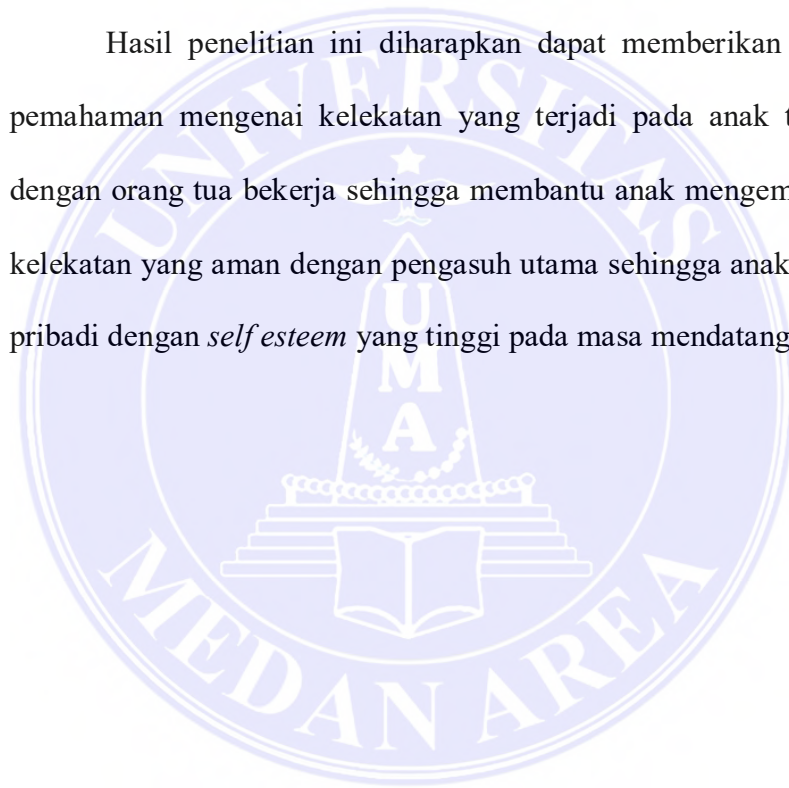 Hasil penelitian ini diharapkan dapat memberikan
pemahaman mengenai kelekatan yang terjadi pada anak
dengan orang tua bekerja sehingga membantu anak
kelekatan yang aman dengan pengasuh utama sehingga anak
pribadi dengan self esteem yang tinggi pada masa mendatang
UNIVERSITAS
UMA
MEDAN AREA